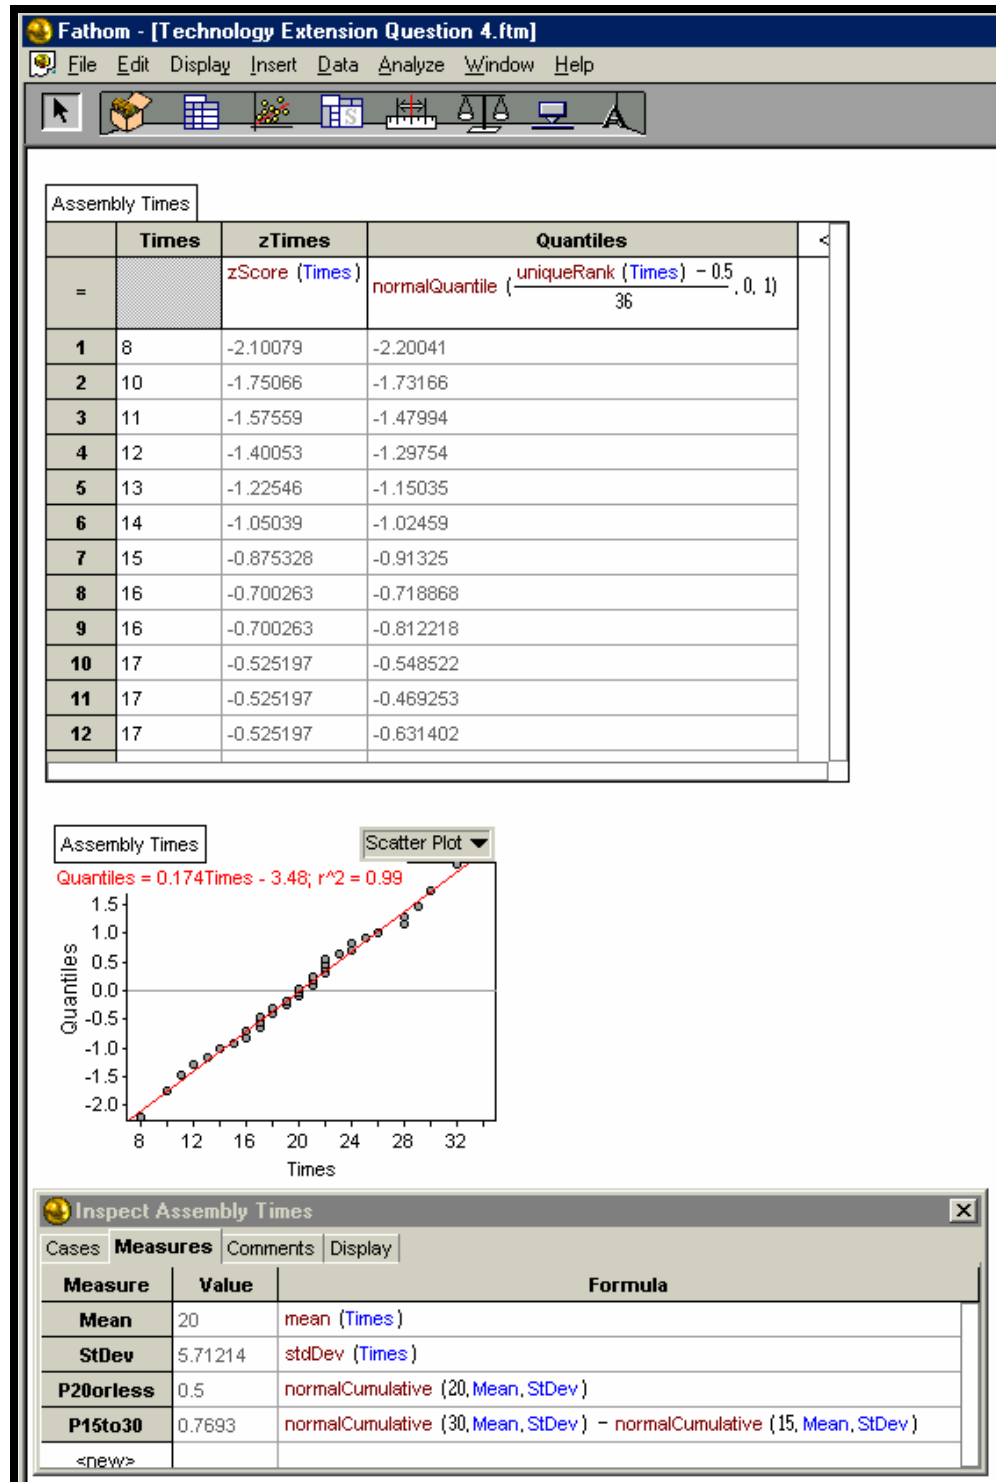 Fathom - [Technology Extension Question 4.ftm]
File Edit Display Insert Data Analyze Window Help
Assembly Times
Times zTimes Quantiles <
= zScore (Times) normalQuantile (uniqueRank (Times) − 0.5 / 36, 0, 1)
1 8 -2.10079 -2.20041
2 10 -1.75066 -1.73166
3 11 -1.57559 -1.47994
4 12 -1.40053 -1.29754
5 13 -1.22546 -1.15035
6 14 -1.05039 -1.02459
7 15 -0.875328 -0.91325
8 16 -0.700263 -0.718868
9 16 -0.700263 -0.812218
10 17 -0.525197 -0.548522
11 17 -0.525197 -0.469253
12 17 -0.525197 -0.631402
Assembly Times Scatter Plot
Quantiles = 0.174Times - 3.48; r^2 = 0.99
1.5
1.0
0.5
0.0
-0.5
-1.0
-1.5
-2.0
Quantiles
8 12 16 20 24 28 32
Times
Inspect Assembly Times
Cases Measures Comments Display
Measure Value Formula
Mean 20 mean (Times)
StDev 5.71214 stdDev (Times)
P20orless 0.5 normalCumulative (20, Mean, StDev)
P15to30 0.7693 normalCumulative (30, Mean, StDev) − normalCumulative (15, Mean, StDev)
<new>